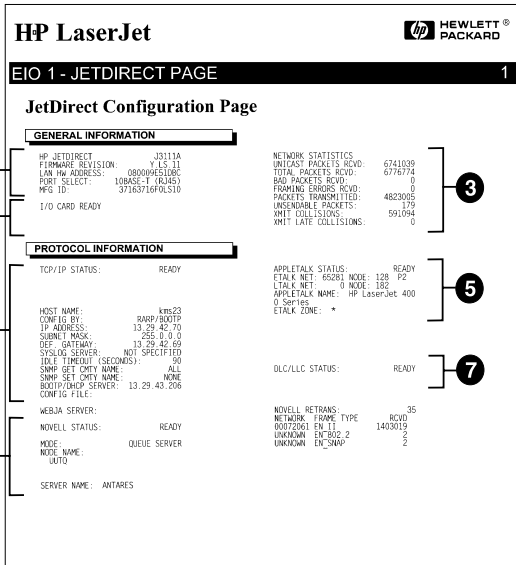 HP LaserJet
hp HEWLETT ®
PACKARD
EIO 1 - JETDIRECT PAGE 1
JetDirect Configuration Page
GENERAL INFORMATION
HP JETDIRECT J3111A
FIRMWARE REVISION: Y.LS.11
LAN HW ADDRESS: 080009E51DBC
PORT SELECT: 10BASE-T (RJ45)
MFG ID: 37163716F0LS10
I/O CARD READY
NETWORK STATISTICS
UNICAST PACKETS RCVD: 6741039
TOTAL PACKETS RCVD: 6776774
BAD PACKETS RCVD: 0
FRAMING ERRORS RCVD: 0
PACKETS TRANSMITTED: 4823005
UNSENDABLE PACKETS: 179
XMIT COLLISIONS: 591094
XMIT LATE COLLISIONS: 0
3
PROTOCOL INFORMATION
TCP/IP STATUS: READY
HOST NAME: kms23
CONFIG BY: RARP/BOOTP
IP ADDRESS: 13.29.42.70
SUBNET MASK: 255.0.0.0
DEF. GATEWAY: 13.29.42.69
SYSLOG SERVER: NOT SPECIFIED
IDLE TIMEOUT (SECONDS): 90
SNMP GET CMTY NAME: ALL
SNMP SET CMTY NAME: NONE
BOOTP/DHCP SERVER: 13.29.43.206
CONFIG FILE:
APPLETALK STATUS: READY
ETALK NET: 65281 NODE: 128 P2
LTALK NET: 0 NODE: 182
APPLETALK NAME: HP LaserJet 400
0 Series
ETALK ZONE: *
5
DLC/LLC STATUS: READY
7
WEBJA SERVER:
NOVELL STATUS: READY
MODE: QUEUE SERVER
NODE NAME:
UUTQ
SERVER NAME: ANTARES
NOVELL RETRANS: 35
NETWORK FRAME TYPE RCVD
00072061 EN_II 1403019
UNKNOWN EN_802.2 2
UNKNOWN EN_SNAP 2